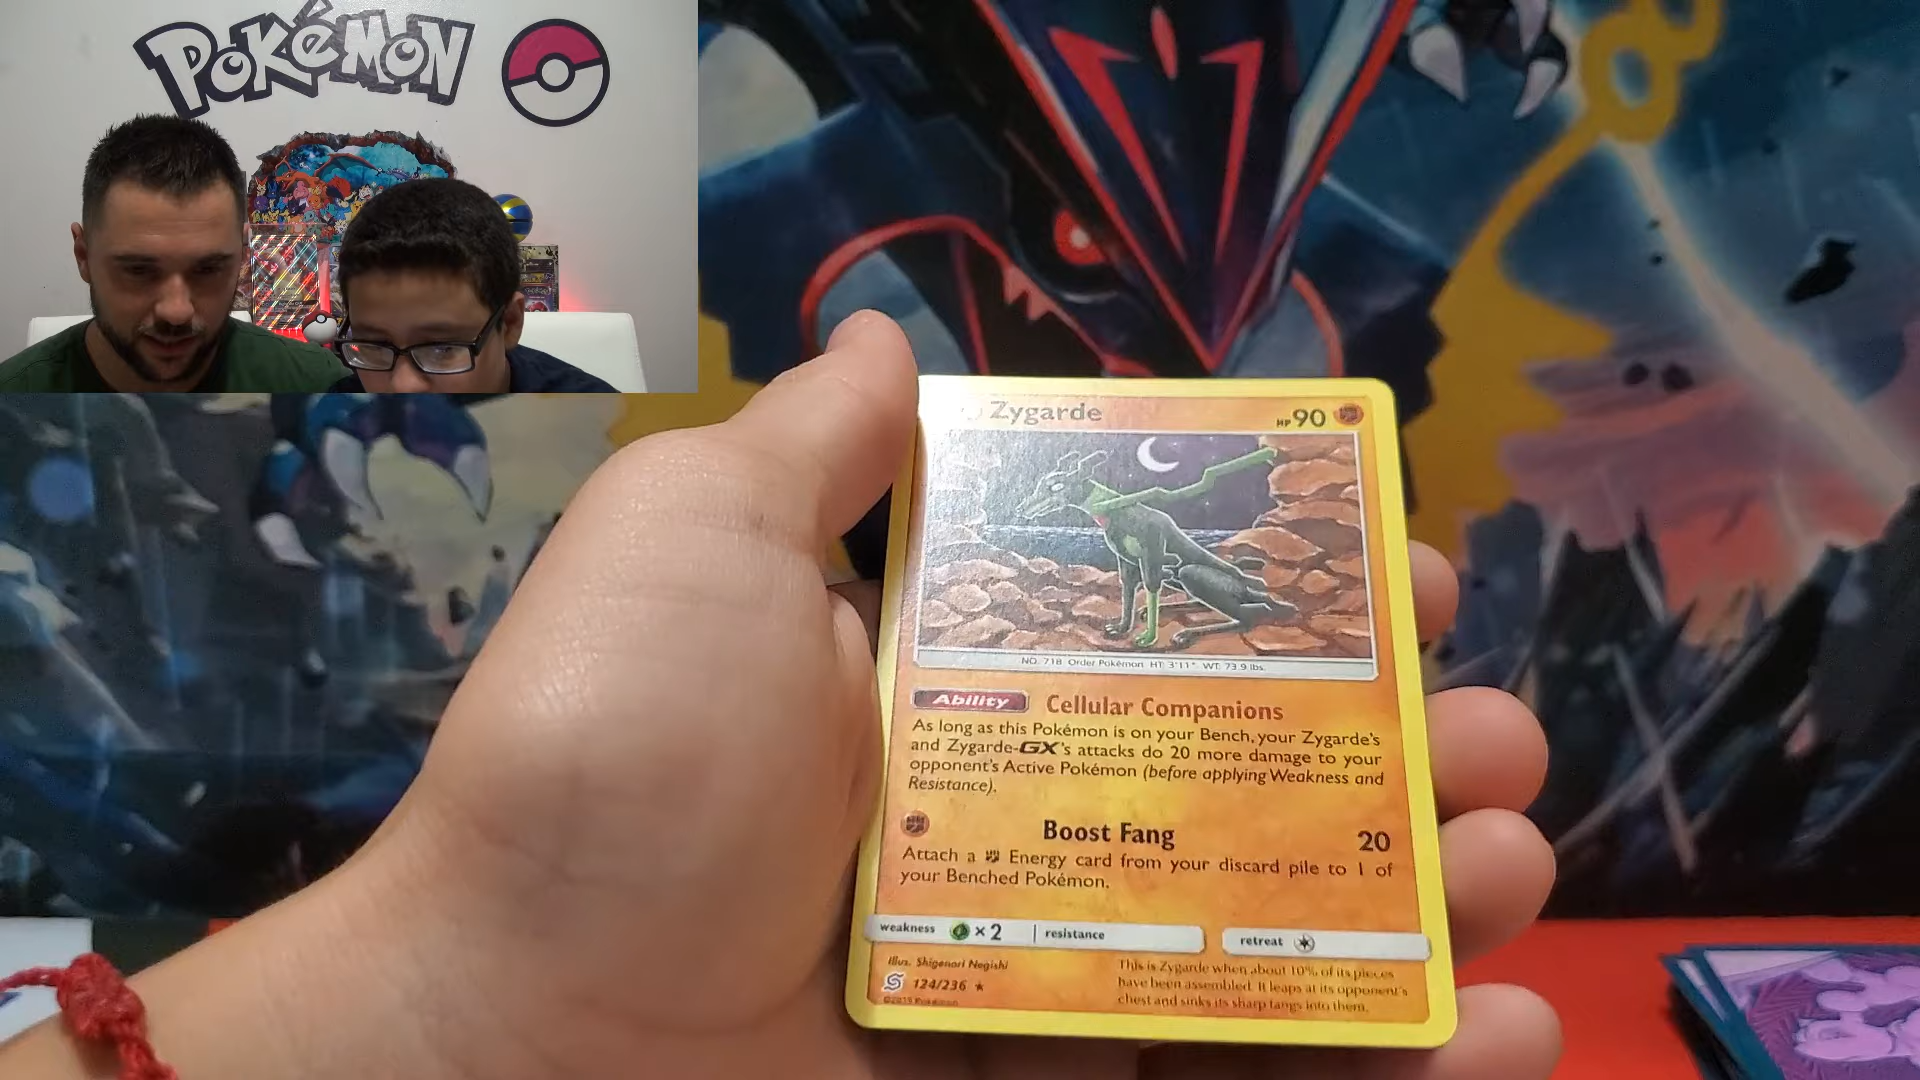 POKÉMON
Zygarde
HP 90
NO. 718 Order Pokémon HT: 3'11" WT: 73.9 lbs.
Ability Cellular Companions
As long as this Pokémon is on your Bench, your Zygarde's
and Zygarde-GX's attacks do 20 more damage to your
opponent's Active Pokémon (before applying Weakness and
Resistance).
Boost Fang 20
Attach a Energy card from your discard pile to 1 of
your Benched Pokémon.
weakness ×2 resistance retreat
Illus. Shigenori Negishi
124/236 ★
©2019 Pokémon
This is Zygarde when about 10% of its pieces
have been assembled. It leaps at its opponent's
chest and sinks its sharp fangs into them.